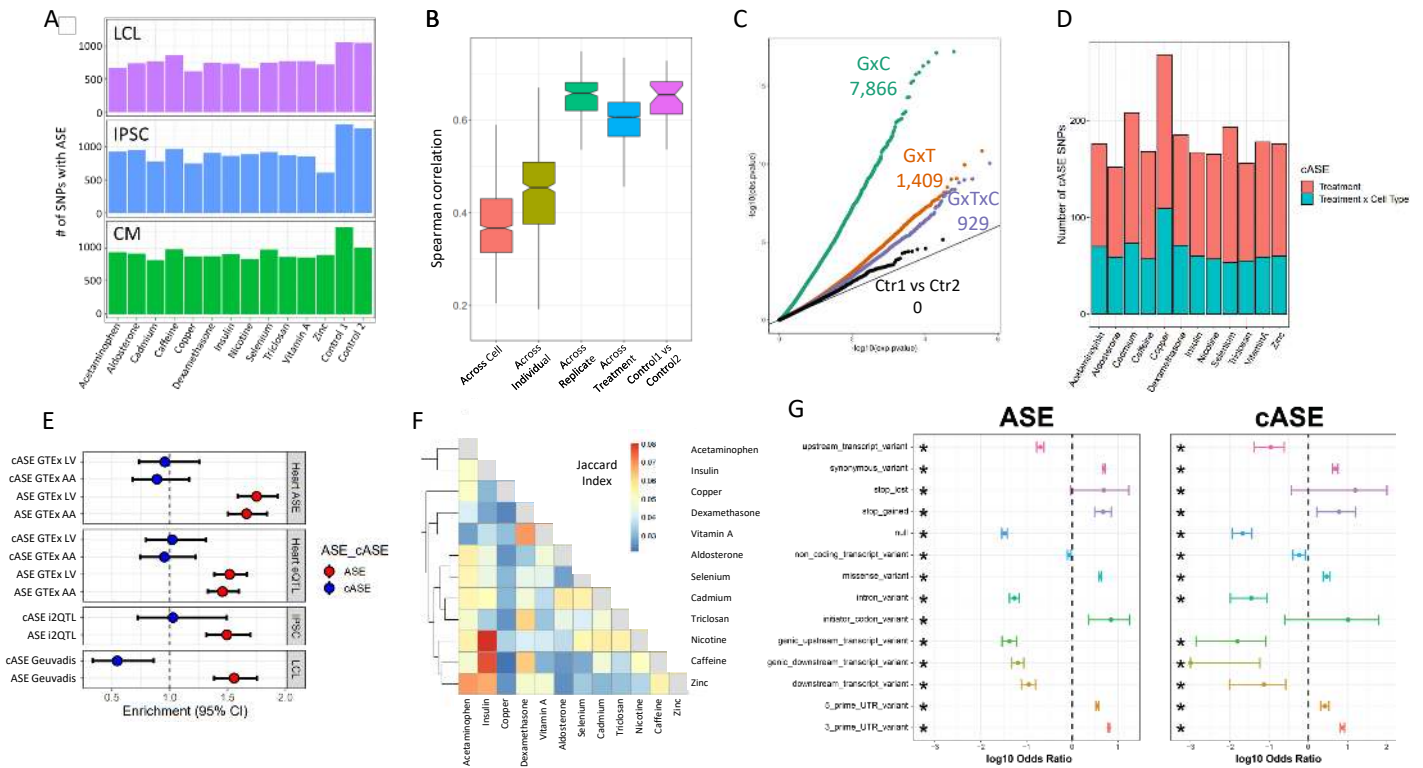 A
LCL
1000
500
0
IPSC
1000
500
0
CM
1000
500
0
# of SNPs with ASE
Acetaminophen
Aldosterone
Cadmium
Caffeine
Copper
Dexamethasone
Insulin
Nicotine
Selenium
Triclosan
Vitamin A
Zinc
Control 1
Control 2
B
Spearman correlation
0.6
0.4
0.2
Across Cell
Across Individual
Across Replicate
Across Treatment
Control1 vs Control2
C
GxC
7,866
GxT
1,409
GxTxC
929
Ctr1 vs Ctr2
0
-log10(exp.pvalue)
D
Number of cASE SNPs
200
100
0
cASE
Treatment
Treatment x Cell Type
Acetaminophin
Aldosterone
Cadmium
Caffeine
Copper
Dexamethasone
Insulin
Nicotine
Selenium
Triclosan
VitaminA
Zinc
E
cASE GTEx LV
cASE GTEx AA
ASE GTEx LV
ASE GTEx AA
Heart ASE
cASE GTEx LV
cASE GTEx AA
ASE GTEx LV
ASE GTEx AA
Heart eQTL
cASE i2QTL
ASE i2QTL
IPSC
cASE Geuvadis
ASE Geuvadis
LCL
0.5
1.0
1.5
2.0
Enrichment (95% CI)
ASE_cASE
ASE
cASE
F
Jaccard
Index
0.08
0.07
0.06
0.05
0.04
0.03
Acetaminophen
Insulin
Copper
Dexamethasone
Vitamin A
Aldosterone
Selenium
Cadmium
Triclosan
Nicotine
Caffeine
Zinc
Acetaminophen
Insulin
Copper
Dexamethasone
Vitamin A
Aldosterone
Selenium
Cadmium
Triclosan
Nicotine
Caffeine
Zinc
G
ASE
cASE
upstream_transcript_variant
synonymous_variant
stop_lost
stop_gained
null
non_coding_transcript_variant
missense_variant
intron_variant
initiator_codon_variant
genic_upstream_transcript_variant
genic_downstream_transcript_variant
downstream_transcript_variant
5_prime_UTR_variant
3_prime_UTR_variant
-3
-2
-1
0
1
log10 Odds Ratio
-3
-2
-1
0
1
2
log10 Odds Ratio